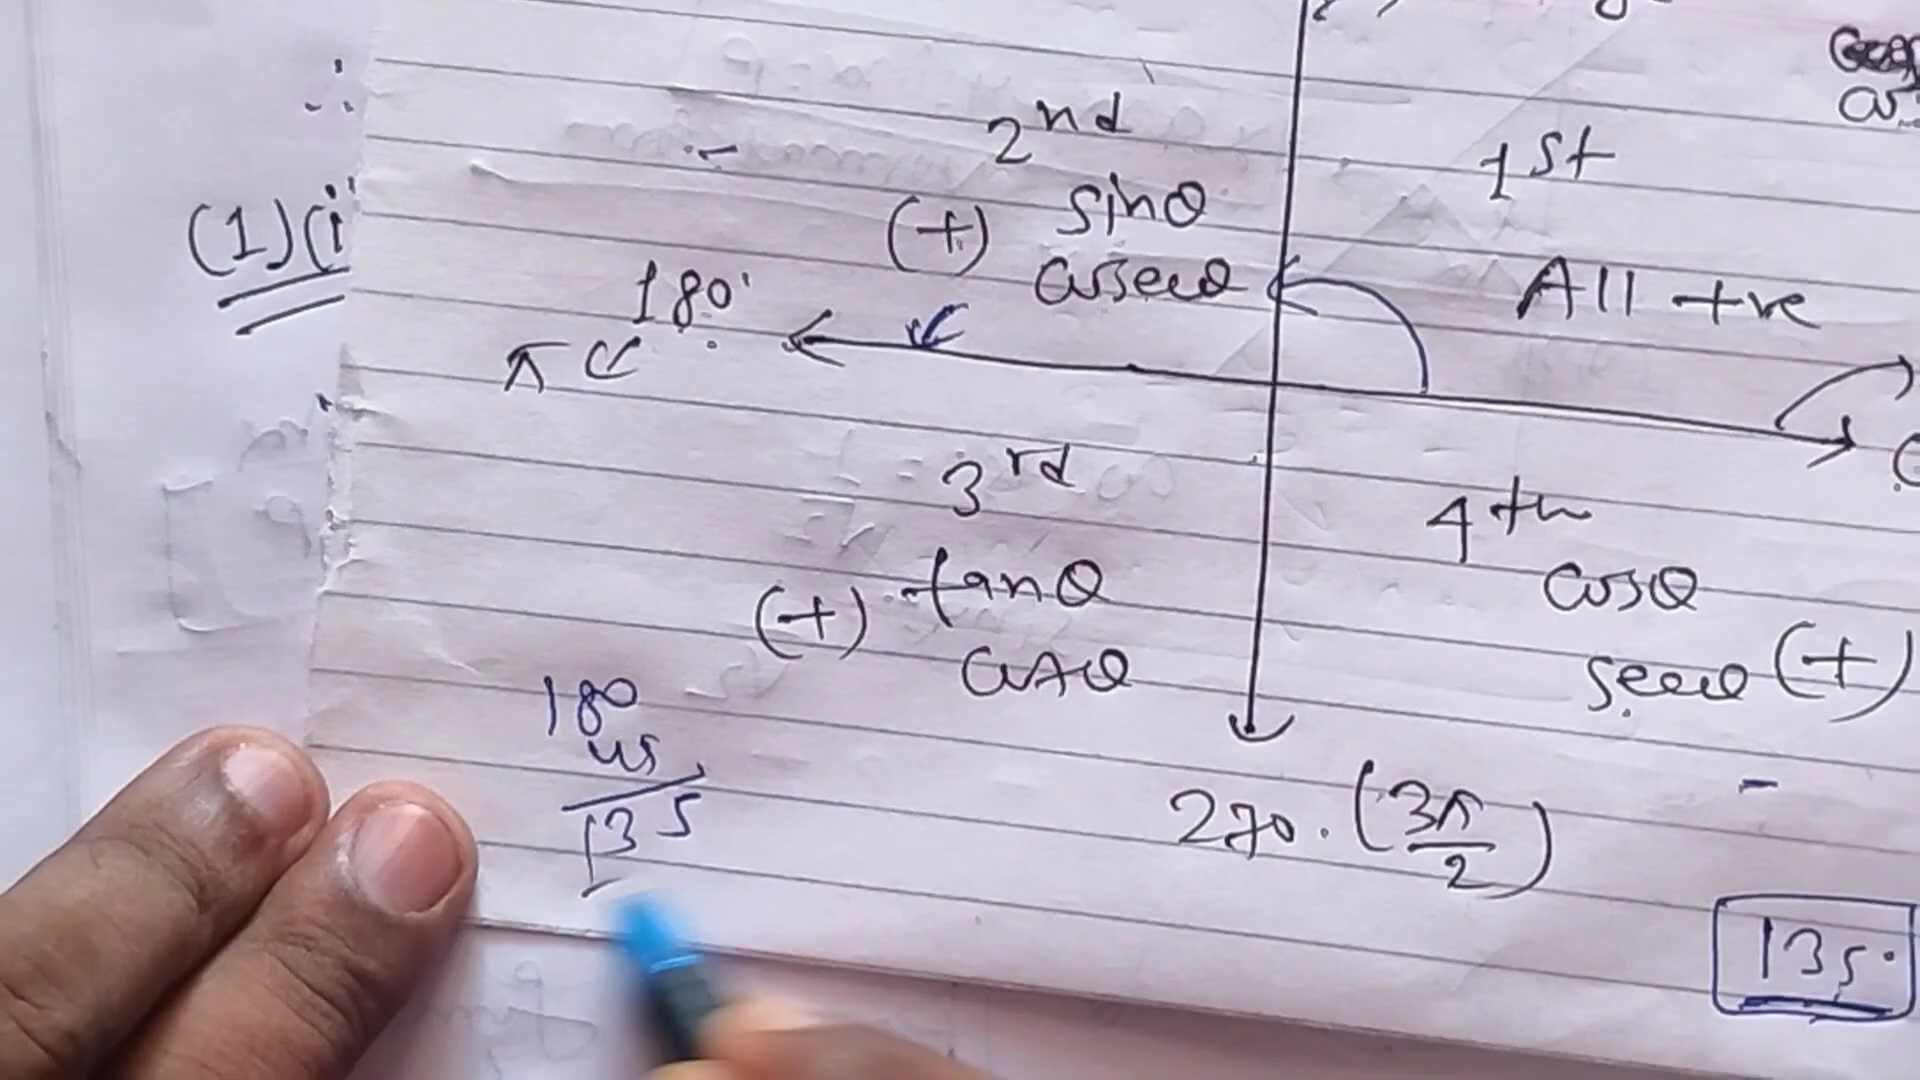 2nd
1st
(1)(i
(+) sinθ
cosecθ
All +ve
180°
π
3rd
4th
(+) tanθ
cosθ
cotθ
secθ (+)
180
45
135
270° (3π/2)
135°